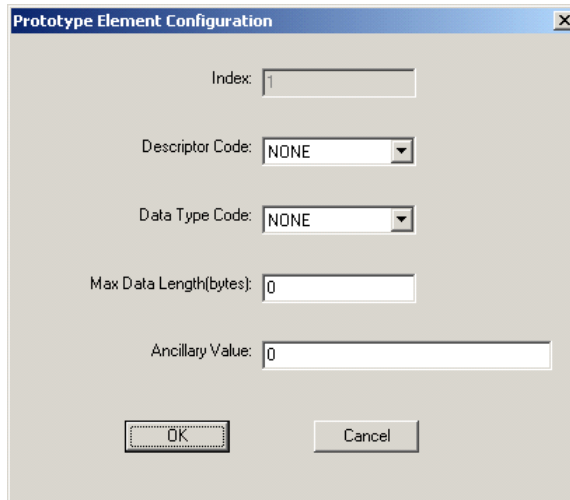 Prototype Element Configuration
Index: 1
Descriptor Code: NONE
Data Type Code: NONE
Max Data Length(bytes): 0
Ancillary Value: 0
OK Cancel